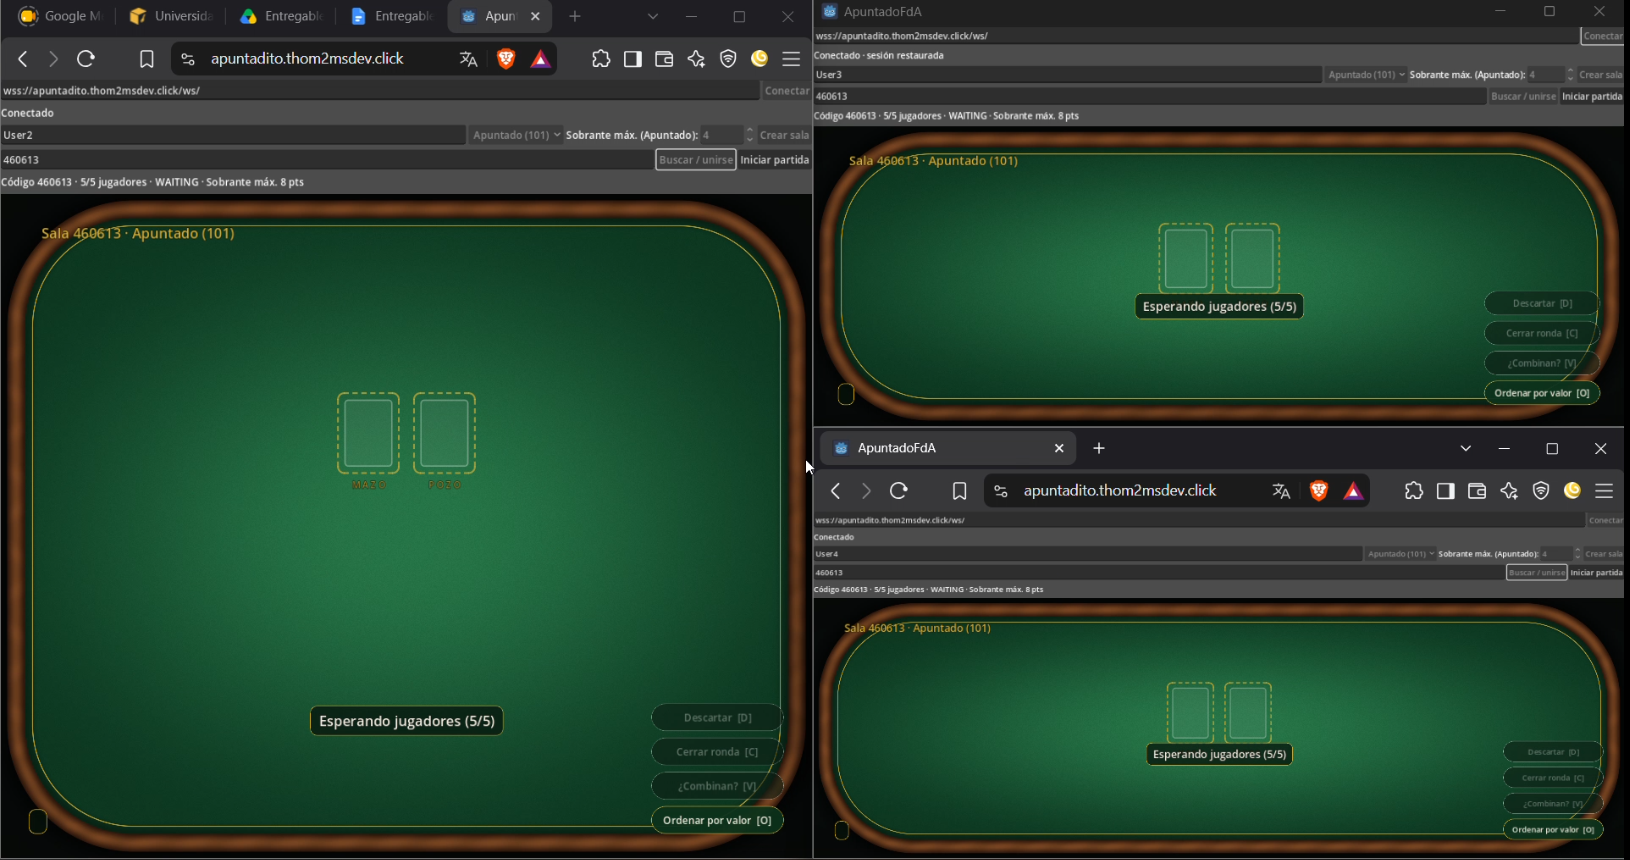 Google M
Universida
Entregable
Entregable
Apun
apuntadito.thom2msdev.click
wss://apuntadito.thom2msdev.click/ws/
Conectar
Conectado
User2
Apuntado (101)
Sobrante máx. (Apuntado): 4
Crear sala
460613
Buscar / unirse
Iniciar partida
Código 460613 · 5/5 jugadores · WAITING · Sobrante máx. 8 pts
Sala 460613 · Apuntado (101)
MAZO
POZO
Esperando jugadores (5/5)
Descartar [D]
Cerrar ronda [C]
¿Combinan? [V]
Ordenar por valor [O]
ApuntadoFdA
wss://apuntadito.thom2msdev.click/ws/
Conectar
Conectado · sesión restaurada
User3
Apuntado (101)
Sobrante máx. (Apuntado): 4
Crear sala
460613
Buscar / unirse
Iniciar partida
Código 460613 · 5/5 jugadores · WAITING · Sobrante máx. 8 pts
Sala 460613 · Apuntado (101)
Esperando jugadores (5/5)
Descartar [D]
Cerrar ronda [C]
¿Combinan? [V]
Ordenar por valor [O]
ApuntadoFdA
apuntadito.thom2msdev.click
wss://apuntadito.thom2msdev.click/ws/
Conectar
Conectado
User4
Apuntado (101)
Sobrante máx. (Apuntado): 4
Crear sala
460613
Buscar / unirse
Iniciar partida
Código 460613 · 5/5 jugadores · WAITING · Sobrante máx. 8 pts
Sala 460613 · Apuntado (101)
Esperando jugadores (5/5)
Descartar [D]
Cerrar ronda [C]
¿Combinan? [V]
Ordenar por valor [O]